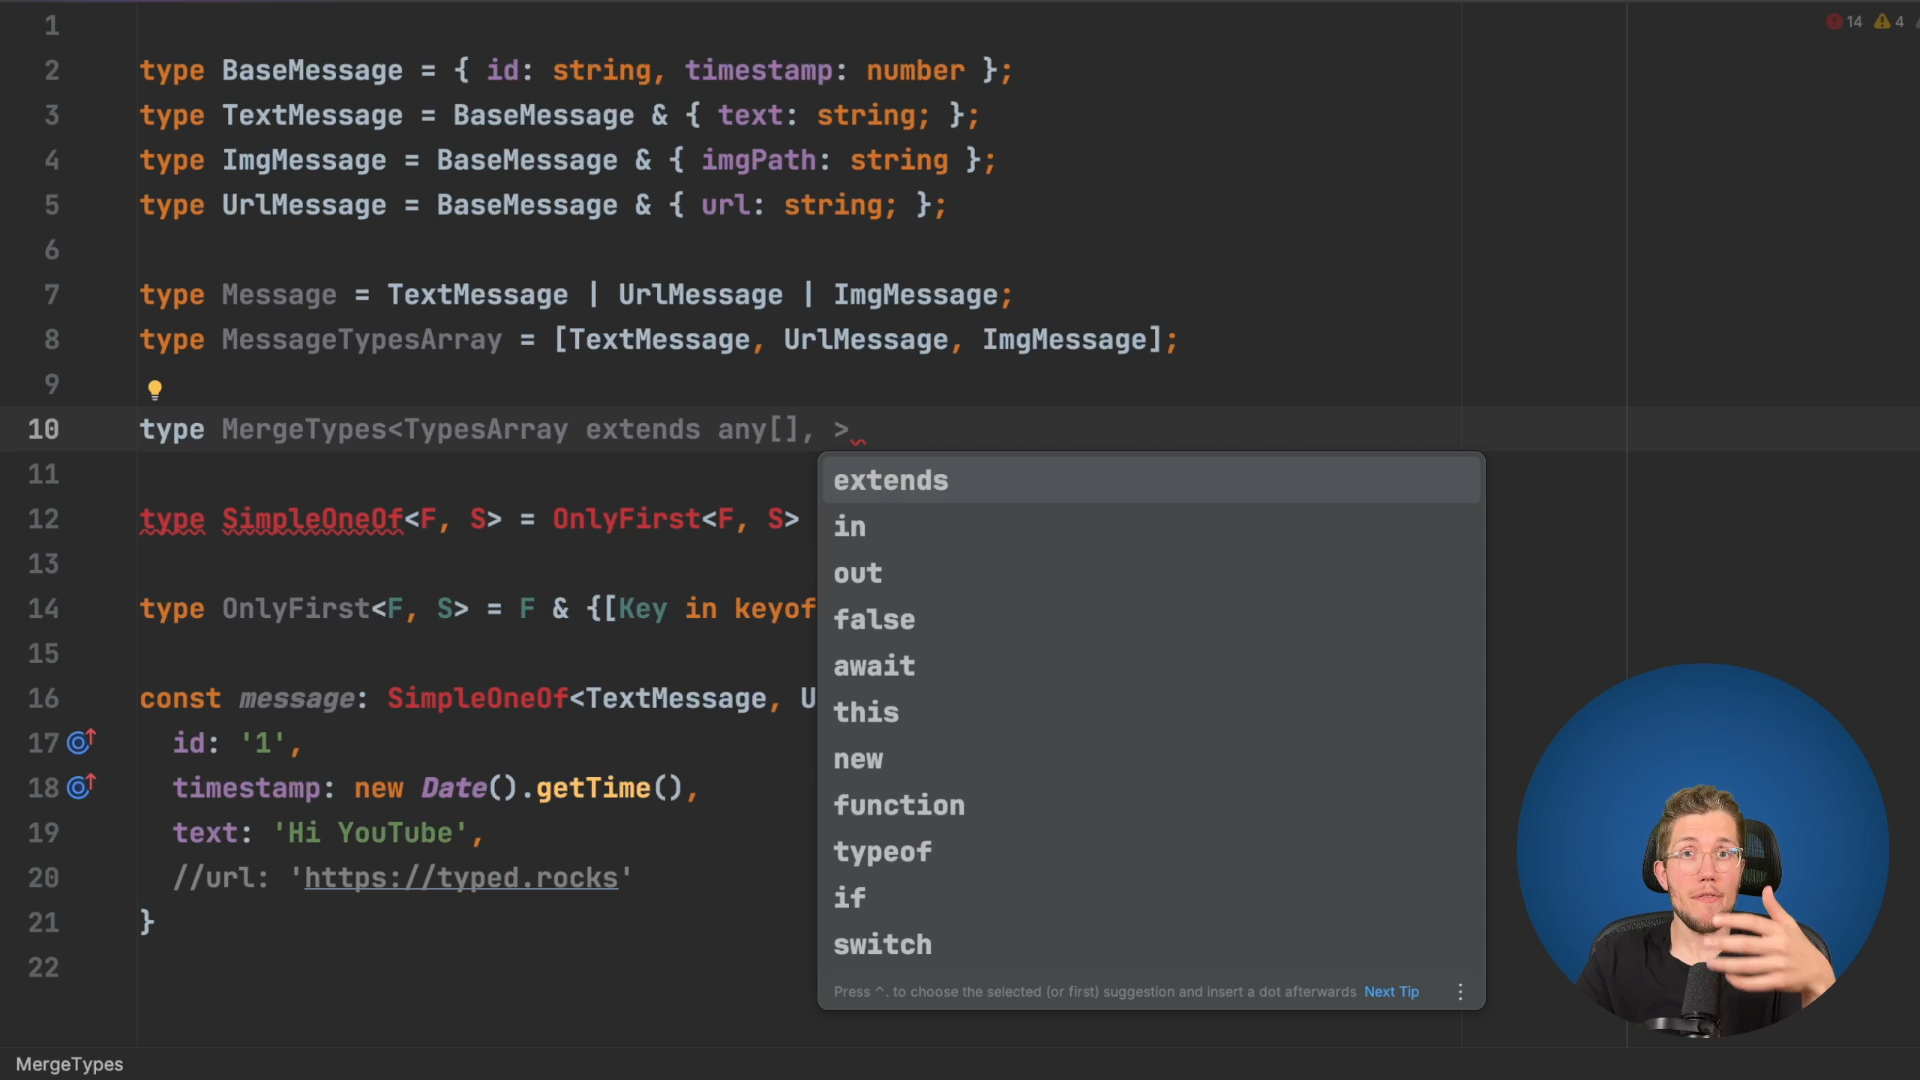 14 4
1
2 type BaseMessage = { id: string, timestamp: number };
3 type TextMessage = BaseMessage & { text: string; };
4 type ImgMessage = BaseMessage & { imgPath: string };
5 type UrlMessage = BaseMessage & { url: string; };
6
7 type Message = TextMessage | UrlMessage | ImgMessage;
8 type MessageTypesArray = [TextMessage, UrlMessage, ImgMessage];
9
10 type MergeTypes<TypesArray extends any[], >
11
12 type SimpleOneOf<F, S> = OnlyFirst<F, S>
13
14 type OnlyFirst<F, S> = F & {[Key in keyof
15
16 const message: SimpleOneOf<TextMessage, U
17 id: '1',
18 timestamp: new Date().getTime(),
19 text: 'Hi YouTube',
20 //url: 'https://typed.rocks'
21 }
22
extends
in
out
false
await
this
new
function
typeof
if
switch
Press ^. to choose the selected (or first) suggestion and insert a dot afterwards Next Tip
MergeTypes